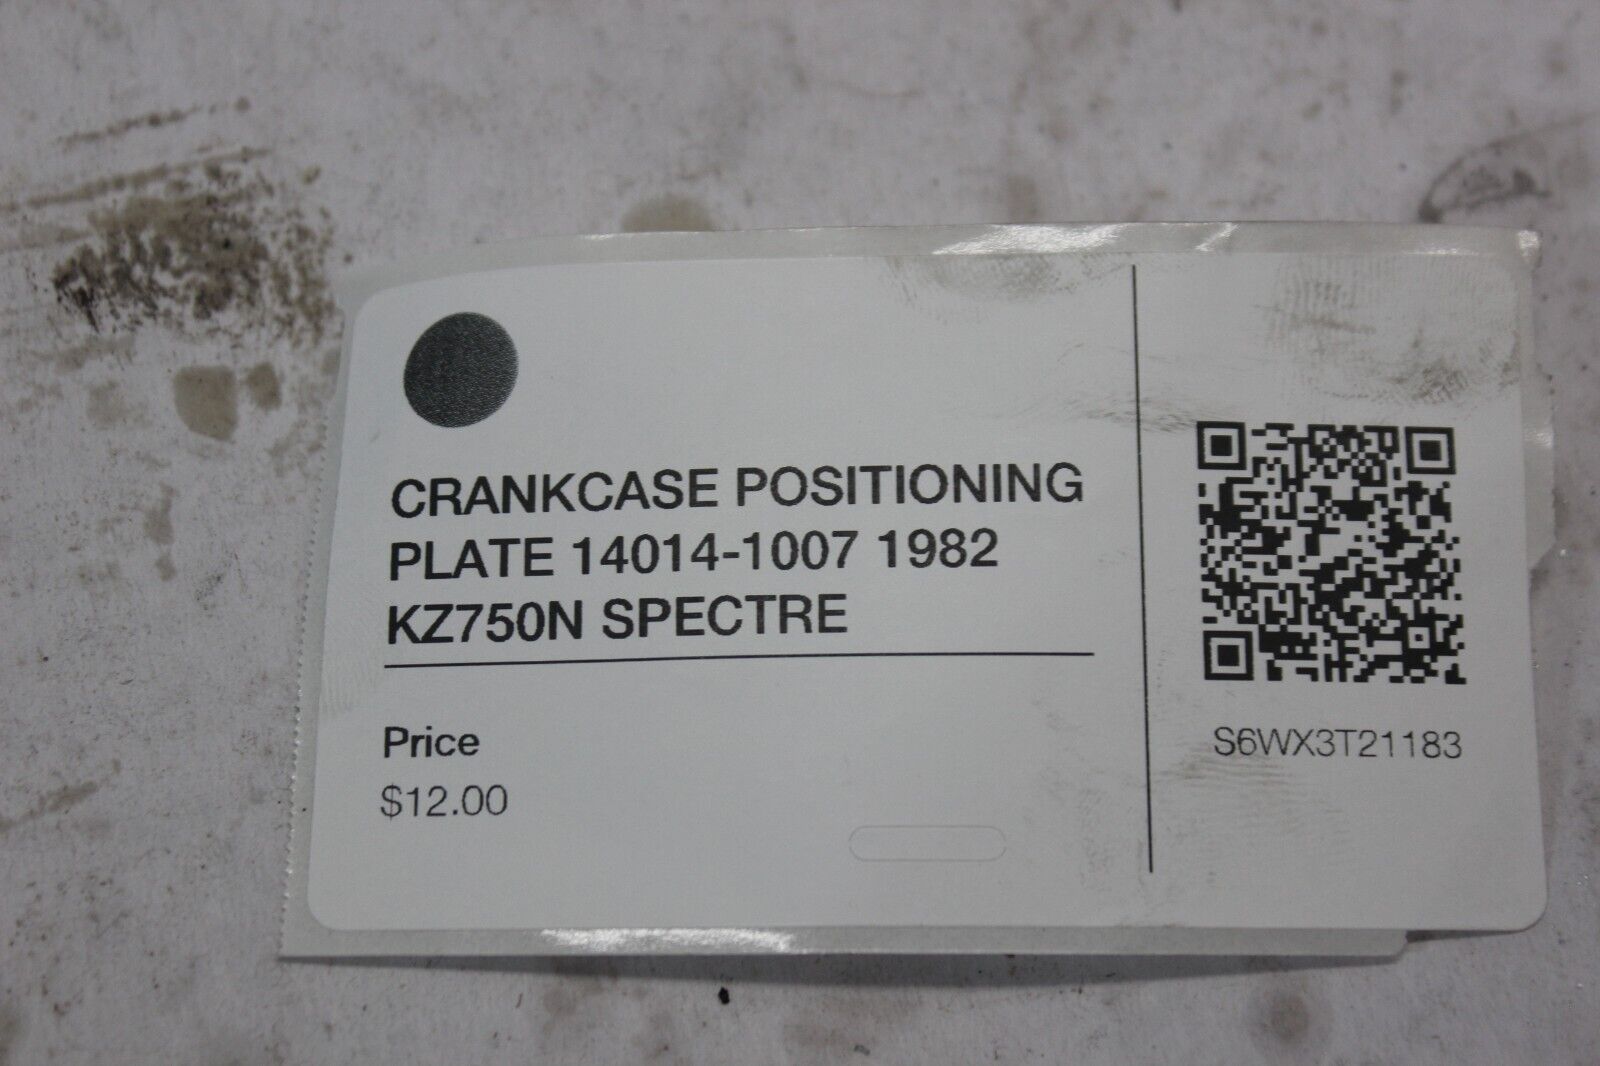 CRANKCASE POSITIONING
PLATE 14014-1007 1982
KZ750N SPECTRE
Price
$12.00
S6WX3T21183